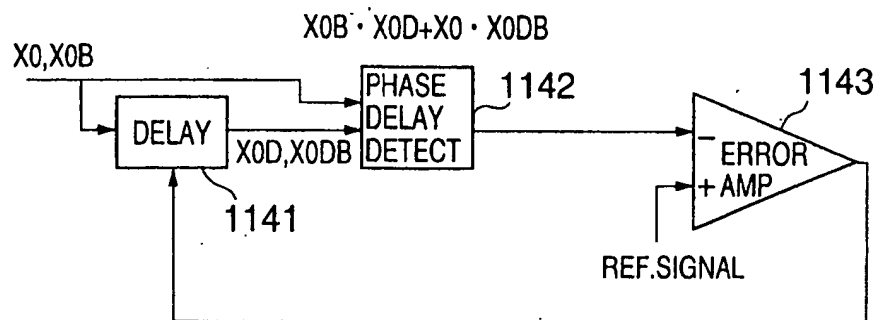 X0B · X0D+X0 · X0DB
X0,X0B
PHASE
DELAY
DETECT
1142
1143
DELAY
X0D,X0DB
1141
−
ERROR
+ AMP
REF.SIGNAL